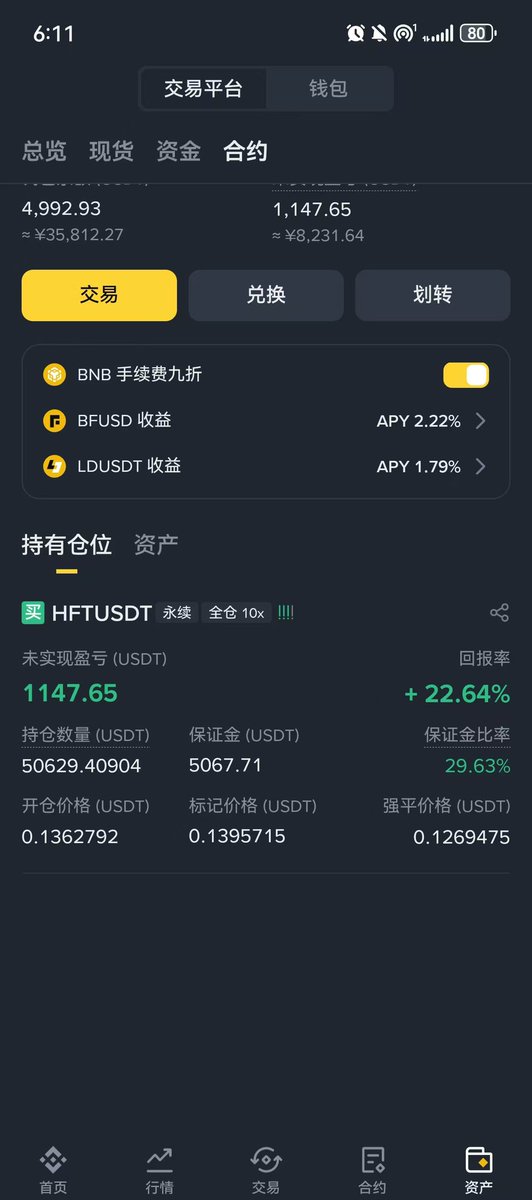 6:11
1
80
交易平台 钱包
总览 现货 资金 合约
4,992.93 1,147.65
≈ ¥35,812.27 ≈ ¥8,231.64
交易 兑换 划转
BNB 手续费九折
BFUSD 收益 APY 2.22%
LDUSDT 收益 APY 1.79%
持有仓位 资产
买 HFTUSDT 永续 全仓 10x !!!!
未实现盈亏 (USDT) 回报率
1147.65 + 22.64%
持仓数量 (USDT) 保证金 (USDT) 保证金比率
50629.40904 5067.71 29.63%
开仓价格 (USDT) 标记价格 (USDT) 强平价格 (USDT)
0.1362792 0.1395715 0.1269475
首页 行情 交易 合约 资产